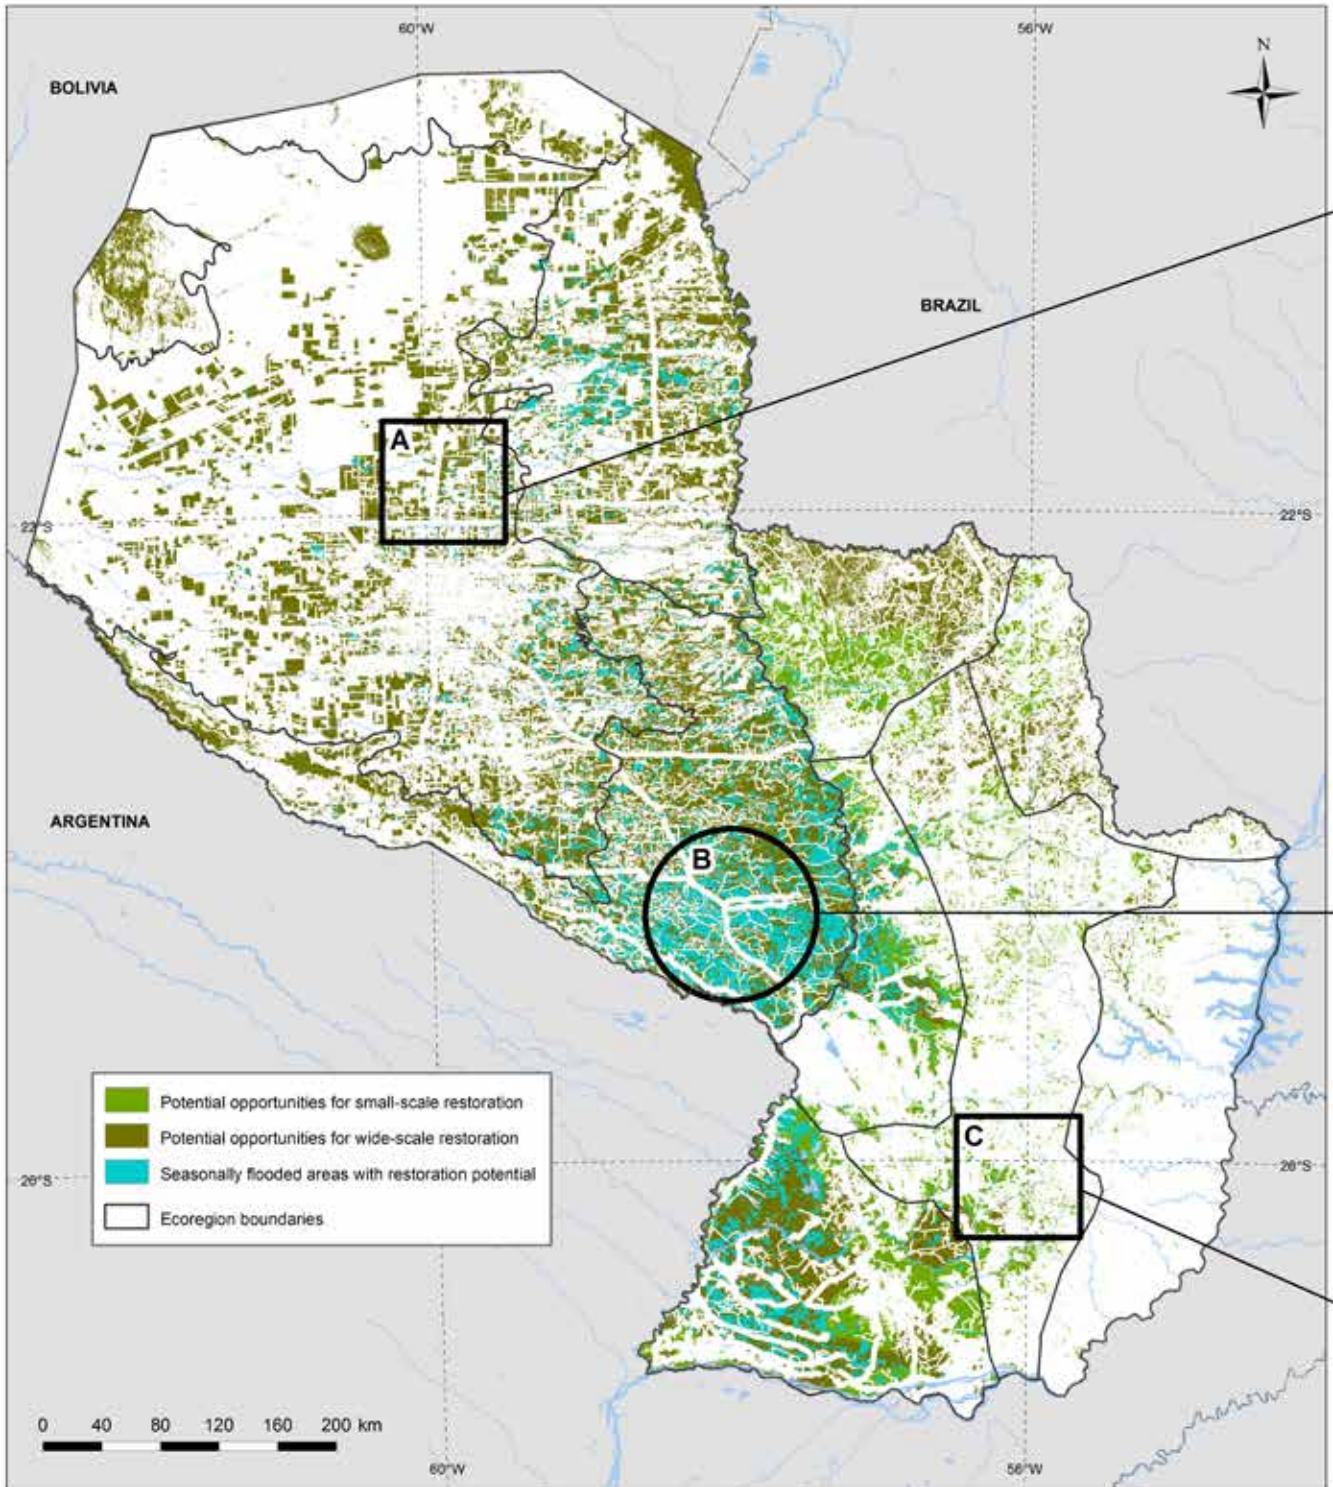 60°W
56°W
N
BOLIVIA
BRAZIL
A
22°S
22°S
ARGENTINA
B
C
Potential opportunities for small-scale restoration
Potential opportunities for wide-scale restoration
Seasonally flooded areas with restoration potential
Ecoregion boundaries
26°S
26°S
0 40 80 120 160 200 km
60°W
56°W